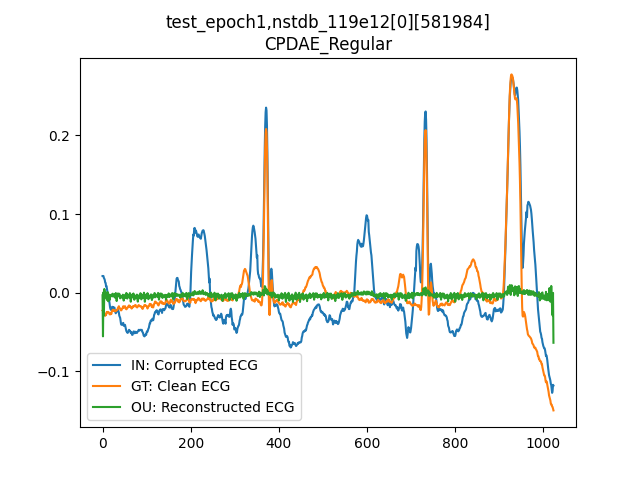 test_epoch1,nstdb_119e12[0][581984]
CPDAE_Regular
0.2
0.1
0.0
−0.1
IN: Corrupted ECG
GT: Clean ECG
OU: Reconstructed ECG
0 200 400 600 800 1000